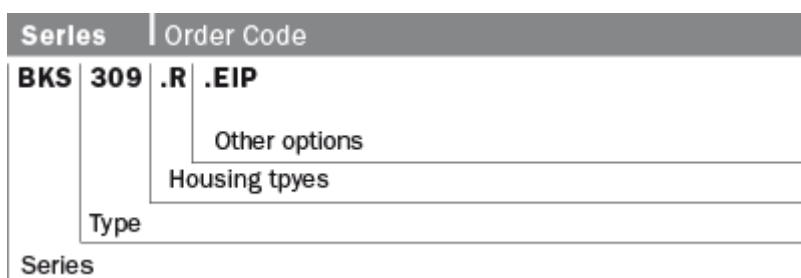 Series Order Code
BKS 309 .R .EIP
Other options
Housing tpyes
Type
Series